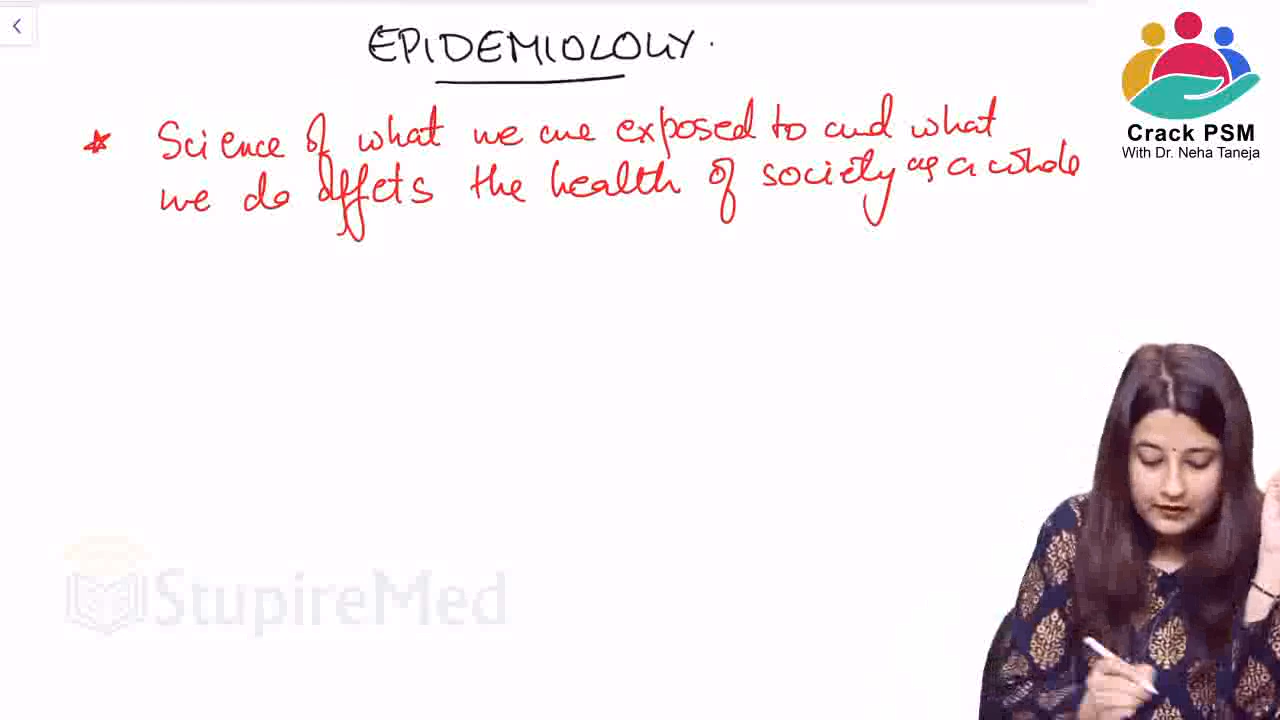 EPIDEMIOLOGY.
Crack PSM
With Dr. Neha Taneja
* Science of what we are exposed to and what
we do affets the health of society as a whole
StupireMed